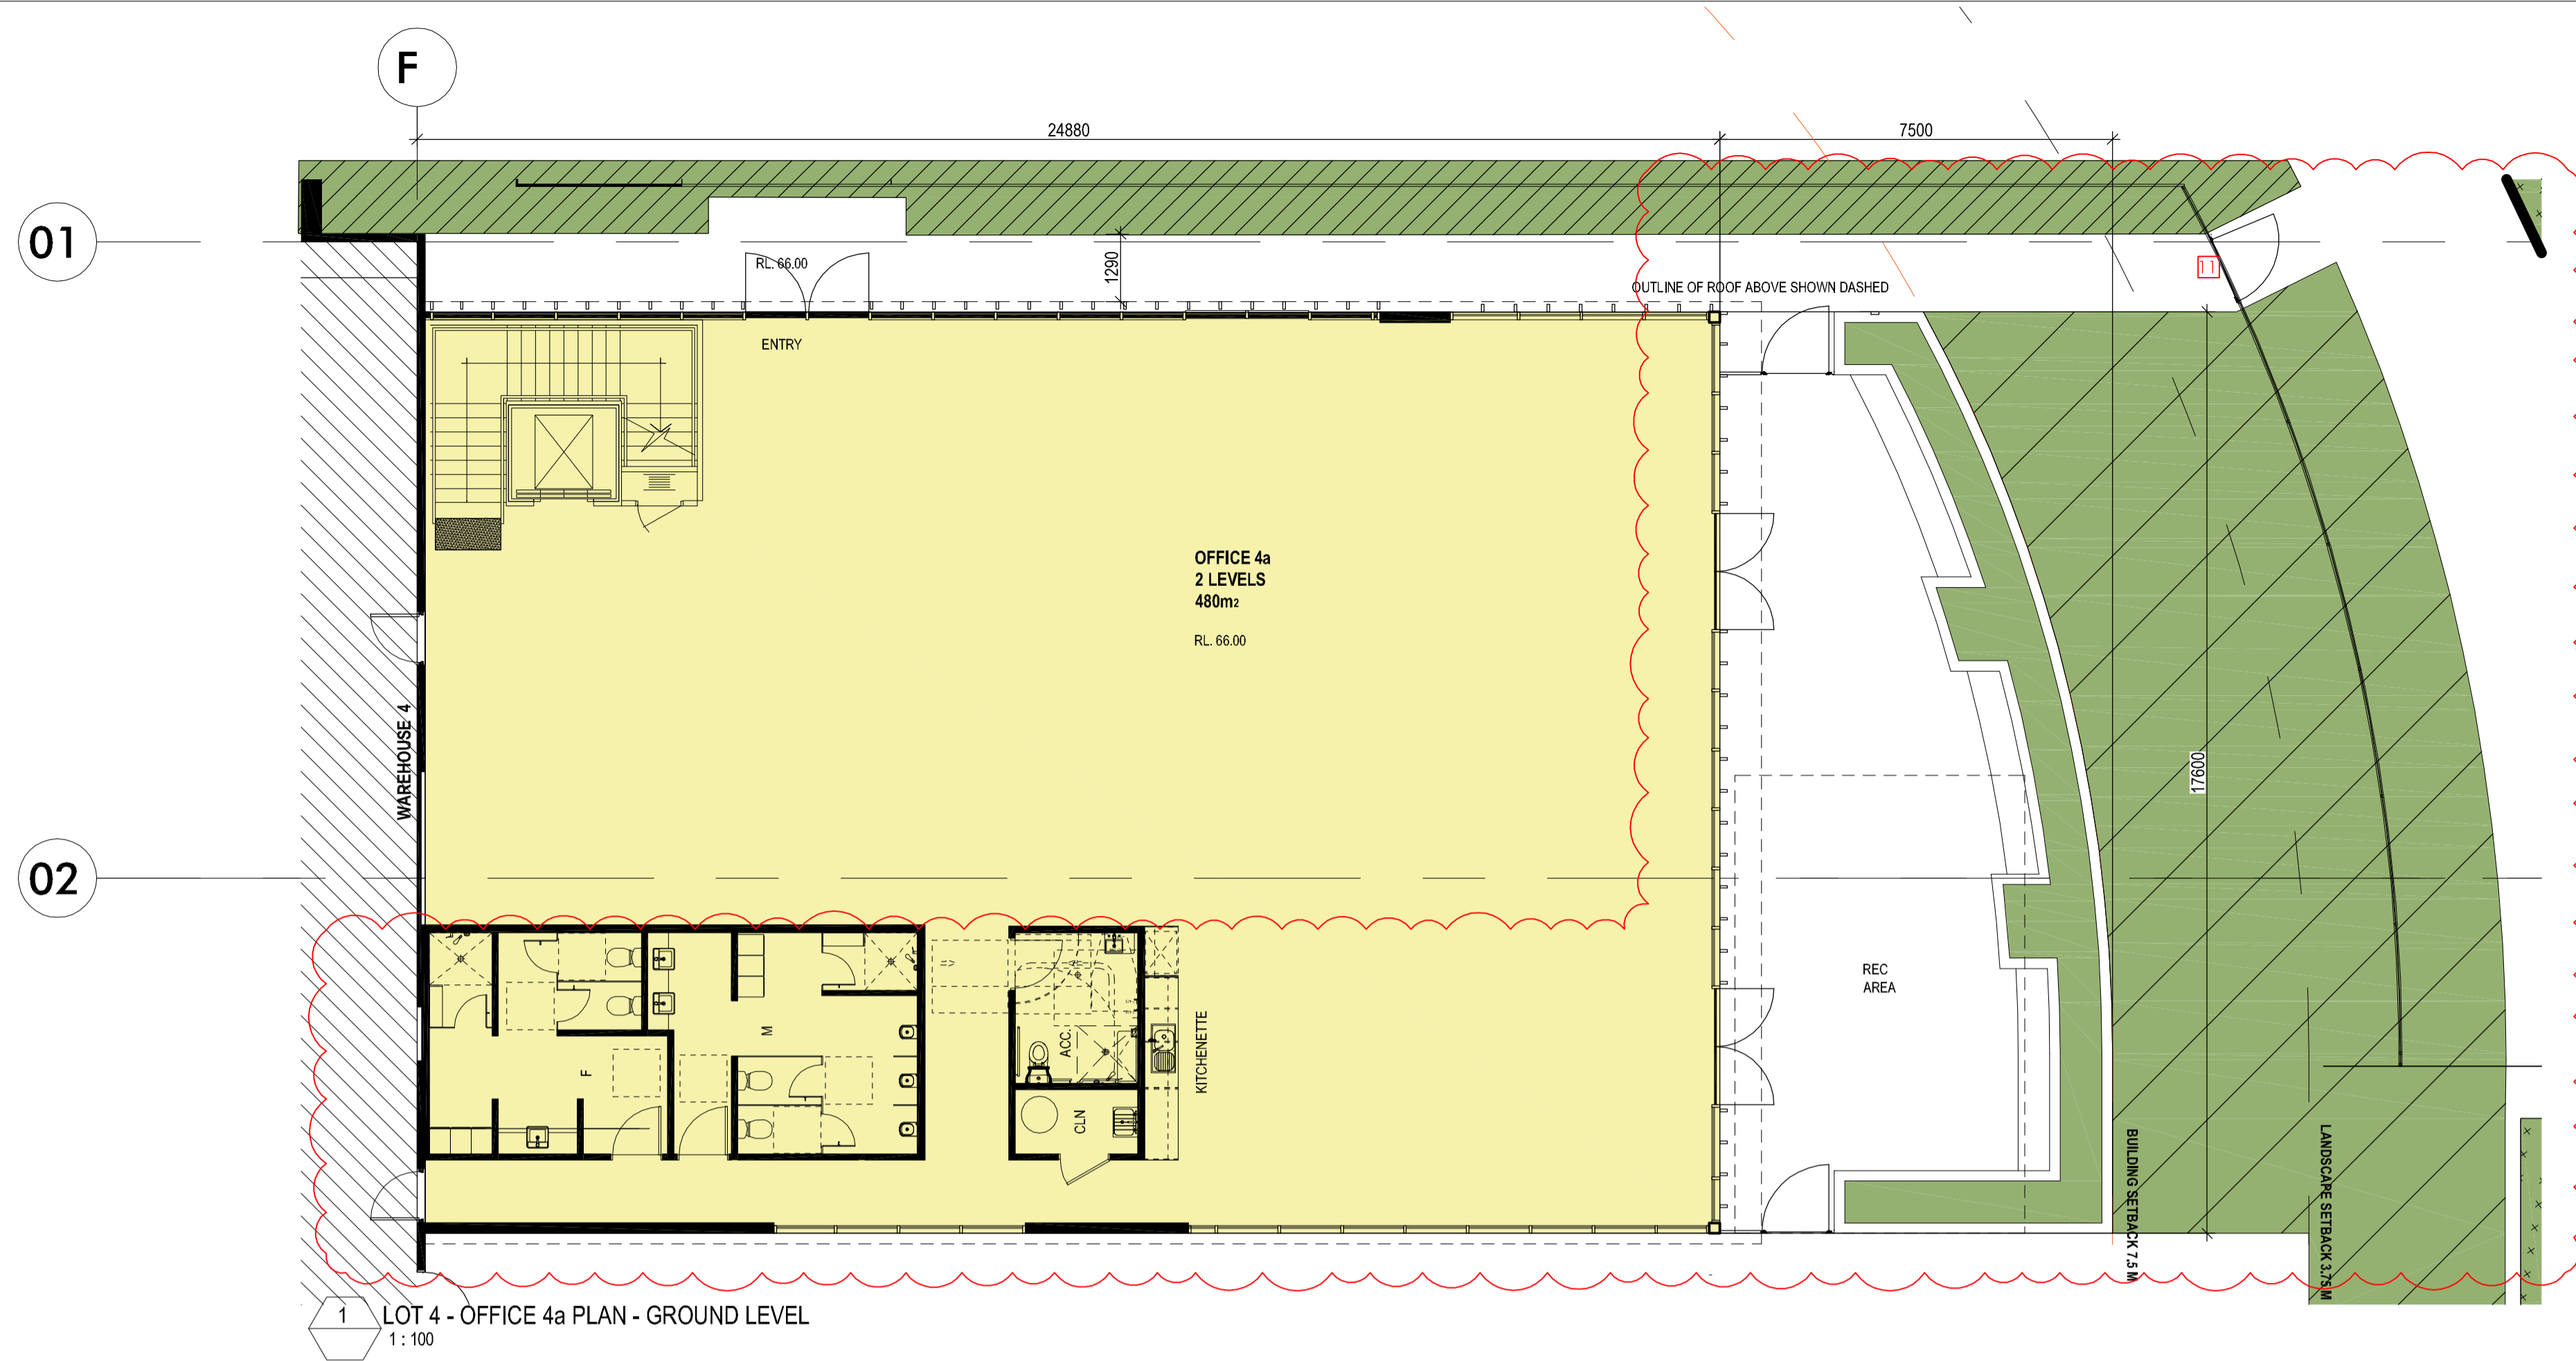 F
24880
7500
01
RL. 66.00
1290
11
OUTLINE OF ROOF ABOVE SHOWN DASHED
ENTRY
OFFICE 4a
2 LEVELS
480m2
RL. 66.00
WAREHOUSE 4
17600
02
REC
AREA
M
F
ACC.
CLN
KITCHENETTE
BUILDING SETBACK 7.5 M
LANDSCAPE SETBACK 3.75 M
1
LOT 4 - OFFICE 4a PLAN - GROUND LEVEL
1 : 100